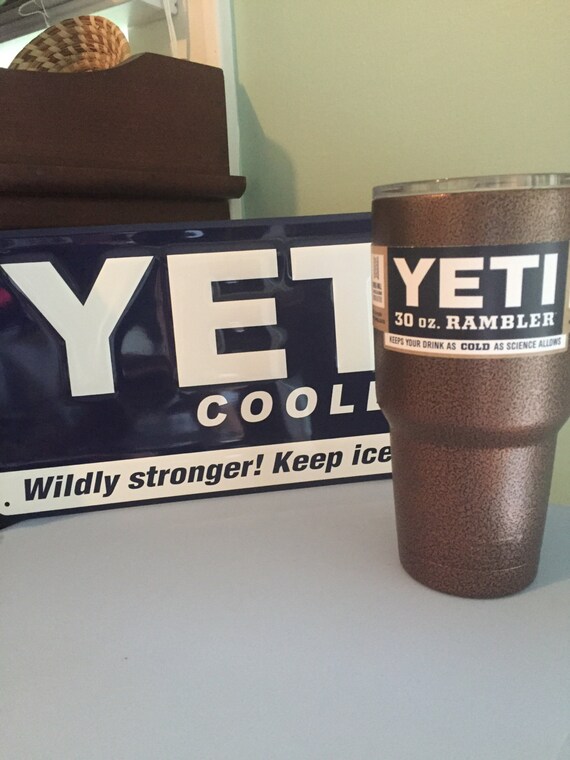 YET
COOL
Wildly stronger! Keep ice
YETI
30 oz. RAMBLER
KEEPS YOUR DRINK AS COLD AS SCIENCE ALLOWS